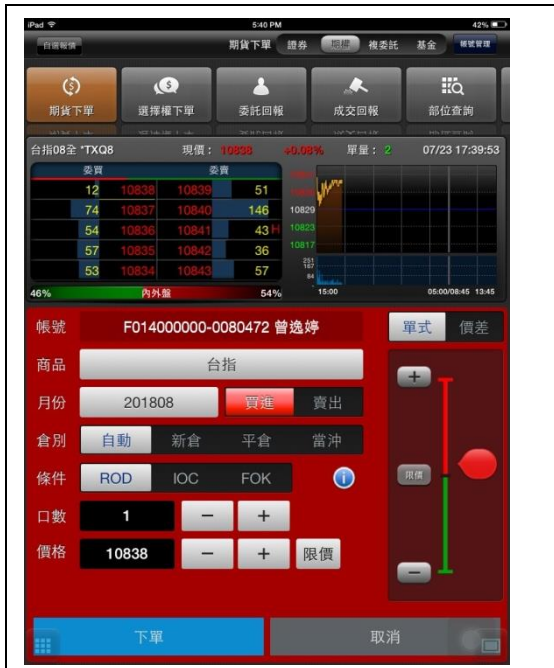 iPad 5:40 PM 42%
自選報價 期貨下單 證券 期權 複委託 基金 帳號管理
期貨下單 選擇權下單 委託回報 成交回報 部位查詢
台指08全 *TXQ8 現價: 10838 +0.08% 單量: 2 07/23 17:39:53
委買 委賣
12 10838 10839 51
74 10837 10840 146 10829
54 10836 10841 43 H 10823
57 10835 10842 36 10817
53 10834 10843 57
251
167
84
46% 內外盤 54% 15:00 05:00/08:45 13:45
帳號 F014000000-0080472 曾逸婷 單式 價差
商品 台指
月份 201808 買進 賣出
倉別 自動 新倉 平倉 當沖
條件 ROD IOC FOK 限價
口數 1 − +
價格 10838 − + 限價
下單 取消